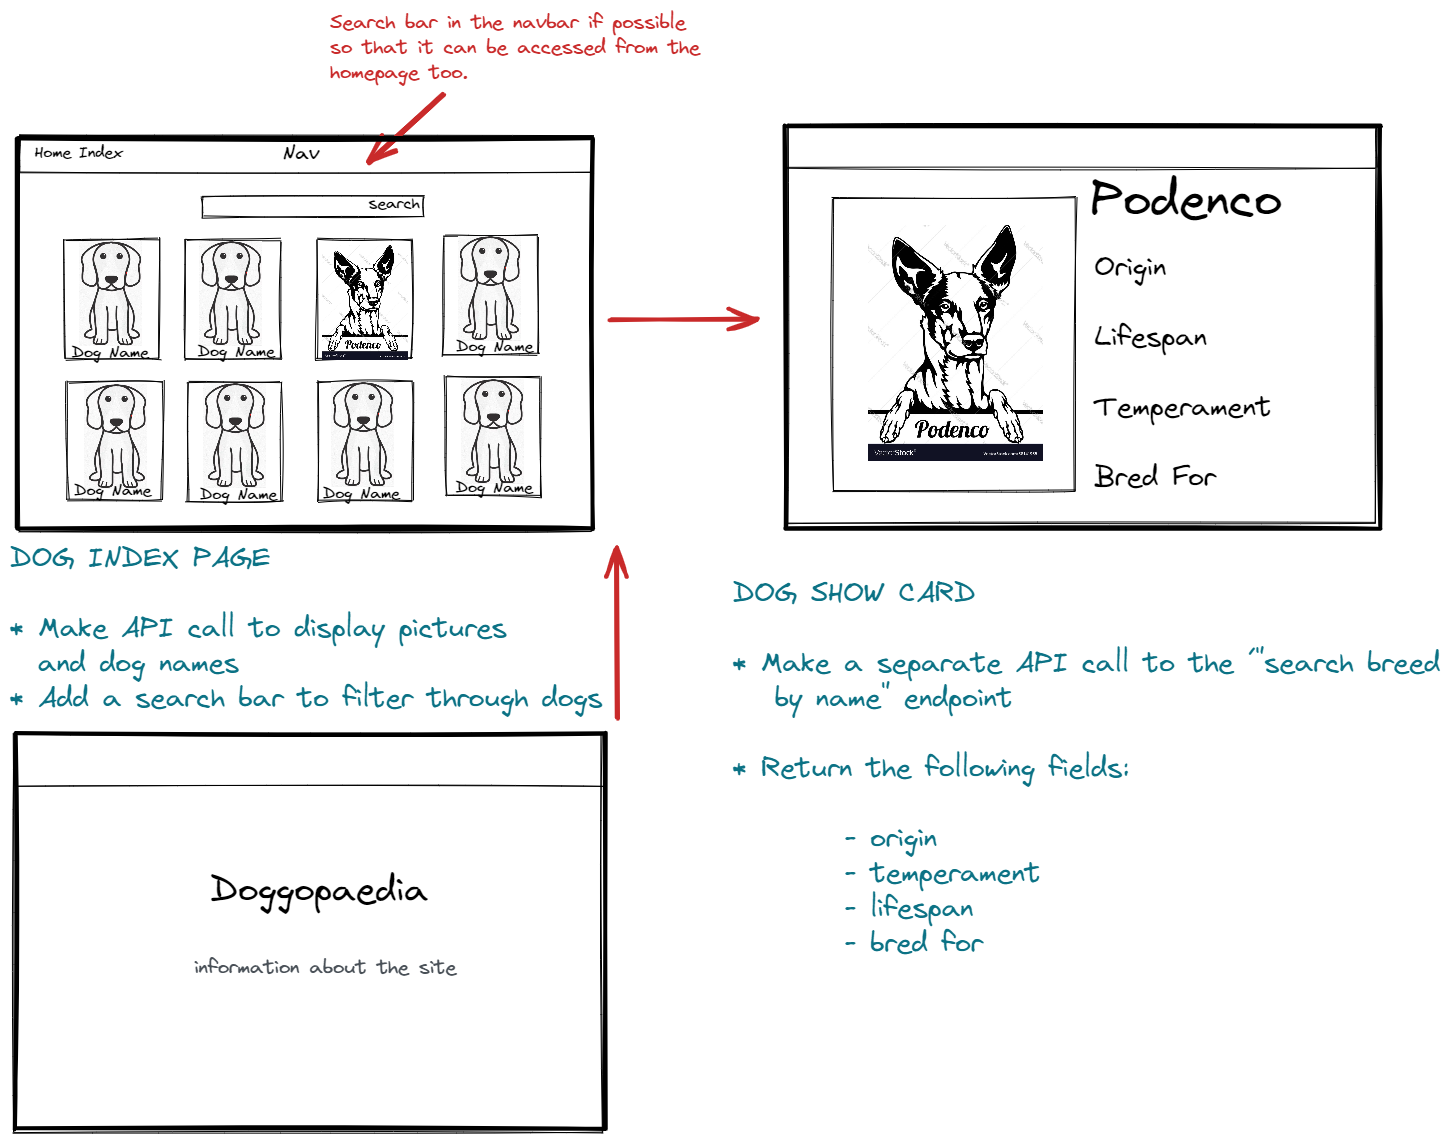 Search bar in the navbar if possible
so that it can be accessed from the
homepage too.
Home Index
Nav
search
Dog Name
Dog Name
Podenco
Dog Name
Dog Name
Dog Name
Dog Name
Dog Name
DOG INDEX PAGE
* Make API call to display pictures
and dog names
* Add a search bar to filter through dogs
Podenco
Origin
Lifespan
Temperament
Bred For
Podenco
VectorStock
DOG SHOW CARD
* Make a separate API call to the ´"search breed
by name" endpoint
* Return the following fields:
- origin
- temperament
- lifespan
- bred for
Doggopaedia
information about the site